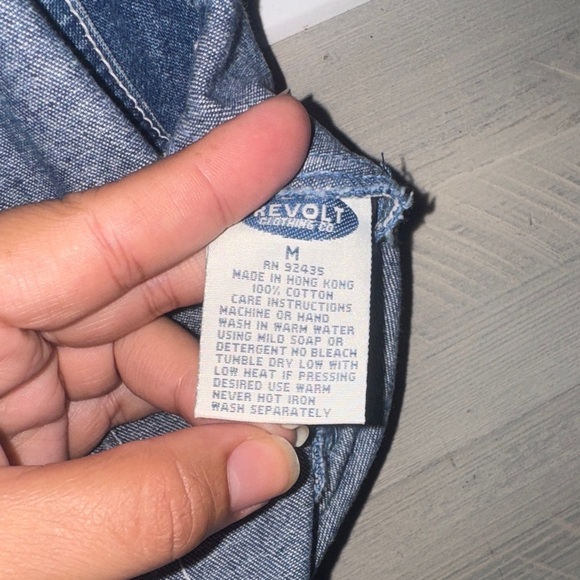 REVOLT
CLOTHING CO
M
RN 92435
MADE IN HONG KONG
100% COTTON
CARE INSTRUCTIONS
MACHINE OR HAND
WASH IN WARM WATER
USING MILD SOAP OR
DETERGENT NO BLEACH
TUMBLE DRY LOW WITH
LOW HEAT IF PRESSING
DESIRED USE WARM
NEVER HOT IRON
WASH SEPARATELY